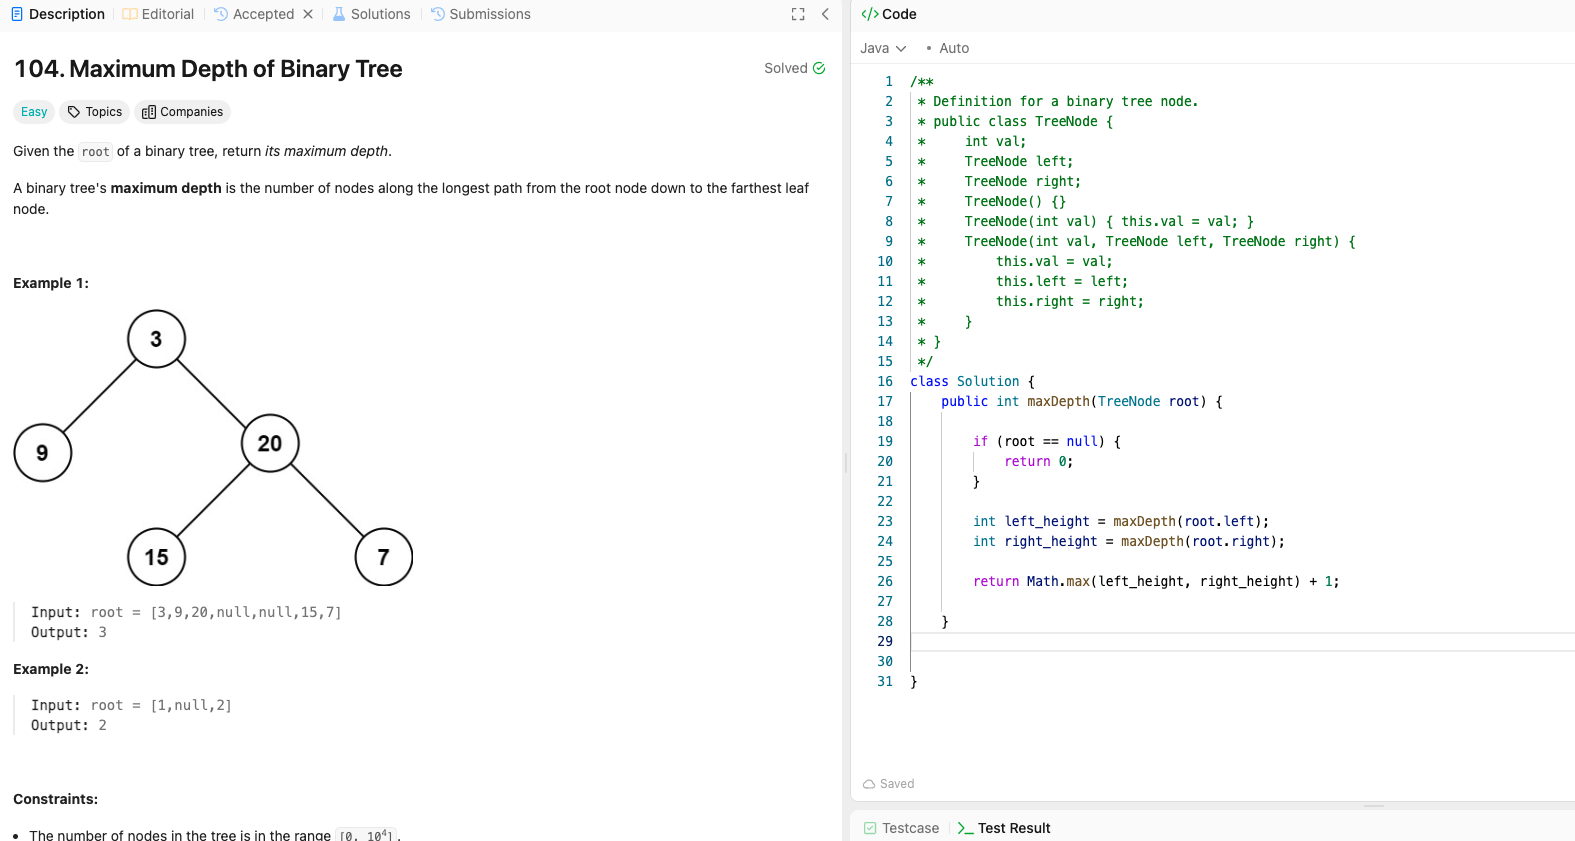 Description
Editorial
Accepted
Solutions
Submissions
104. Maximum Depth of Binary Tree
Solved
Easy
Topics
Companies
Given the root of a binary tree, return its maximum depth.
A binary tree's maximum depth is the number of nodes along the longest path from the root node down to the farthest leaf
node.
Example 1:
3
9
20
15
7
Input: root = [3,9,20,null,null,15,7]
Output: 3
Example 2:
Input: root = [1,null,2]
Output: 2
Constraints:
• The number of nodes in the tree is in the range [0, 10⁴].
</> Code
Java
• Auto
1 /**
2  * Definition for a binary tree node.
3  * public class TreeNode {
4  *     int val;
5  *     TreeNode left;
6  *     TreeNode right;
7  *     TreeNode() {}
8  *     TreeNode(int val) { this.val = val; }
9  *     TreeNode(int val, TreeNode left, TreeNode right) {
10  *         this.val = val;
11  *         this.left = left;
12  *         this.right = right;
13  *     }
14  * }
15  */
16 class Solution {
17     public int maxDepth(TreeNode root) {
18
19         if (root == null) {
20             return 0;
21         }
22
23         int left_height = maxDepth(root.left);
24         int right_height = maxDepth(root.right);
25
26         return Math.max(left_height, right_height) + 1;
27
28     }
29
30
31 }
Saved
Testcase
>_ Test Result